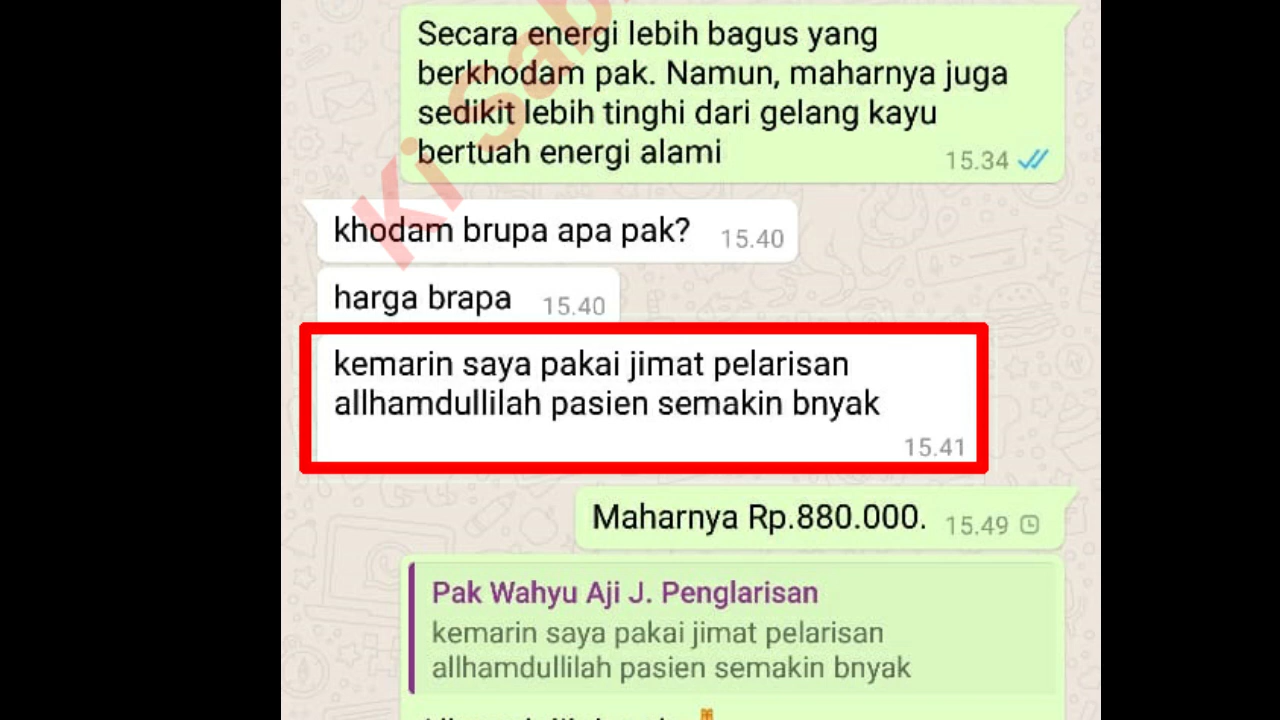 Secara energi lebih bagus yang
berkhodam pak. Namun, maharnya juga
sedikit lebih tinghi dari gelang kayu
bertuah energi alami
15.34
khodam brupa apa pak?
15.40
harga brapa
15.40
kemarin saya pakai jimat pelarisan
allhamdullilah pasien semakin bnyak
15.41
Maharnya Rp.880.000.
15.49
Pak Wahyu Aji J. Penglarisan
kemarin saya pakai jimat pelarisan
allhamdullilah pasien semakin bnyak
Ki